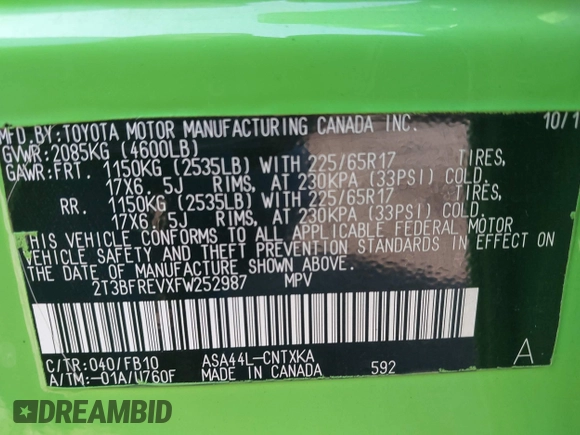 MFD.BY:TOYOTA MOTOR MANUFACTURING CANADA INC. 10/1
GVWR:2085KG (4600LB)
GAWR:FRT. 1150KG (2535LB) WITH 225/65R17 TIRES,
17X6. 5J RIMS, AT 230KPA (33PSI) COLD.
RR. 1150KG (2535LB) WITH 225/65R17 TIRES,
17X6. 5J RIMS, AT 230KPA (33PSI) COLD.
THIS VEHICLE CONFORMS TO ALL APPLICABLE FEDERAL MOTOR
VEHICLE SAFETY AND THEFT PREVENTION STANDARDS IN EFFECT ON
THE DATE OF MANUFACTURE SHOWN ABOVE.
2T3BFREVXFW252987 MPV
C/TR:040/FB10 ASA44L-CNTXKA
A/TM:-01A/U760F MADE IN CANADA 592 A
DREAMBID